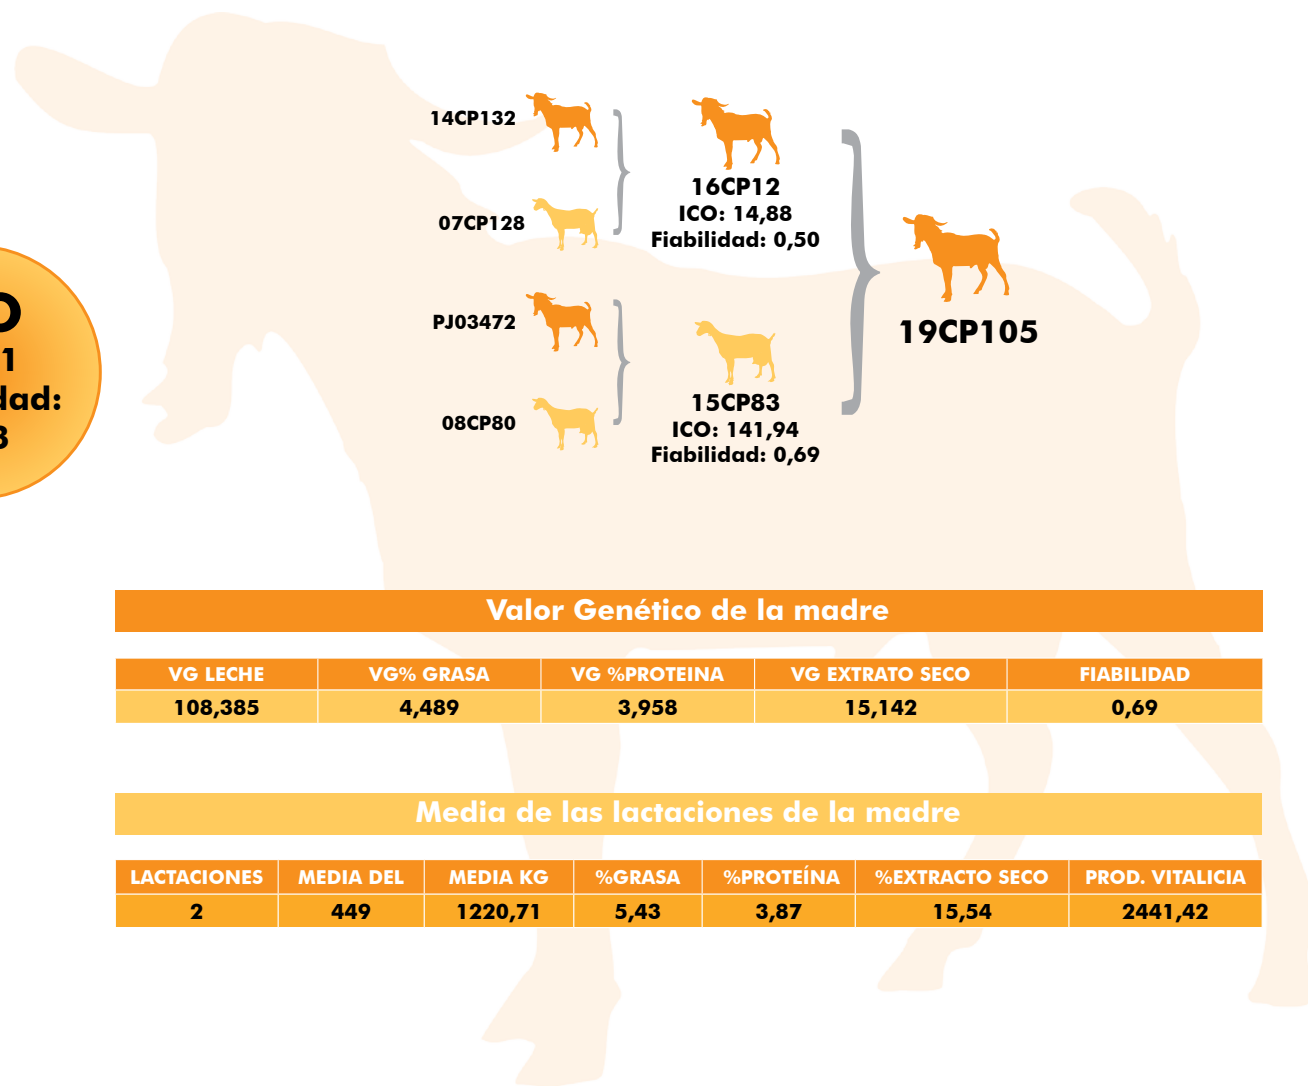 14CP132
07CP128
PJ03472
08CP80
16CP12
ICO: 14,88
Fiabilidad: 0,50
15CP83
ICO: 141,94
Fiabilidad: 0,69
19CP105
Valor Genético de la madre
VG LECHE VG% GRASA VG %PROTEINA VG EXTRATO SECO FIABILIDAD
108,385 4,489 3,958 15,142 0,69
Media de las lactaciones de la madre
LACTACIONES MEDIA DEL MEDIA KG %GRASA %PROTEÍNA %EXTRACTO SECO PROD. VITALICIA
2 449 1220,71 5,43 3,87 15,54 2441,42